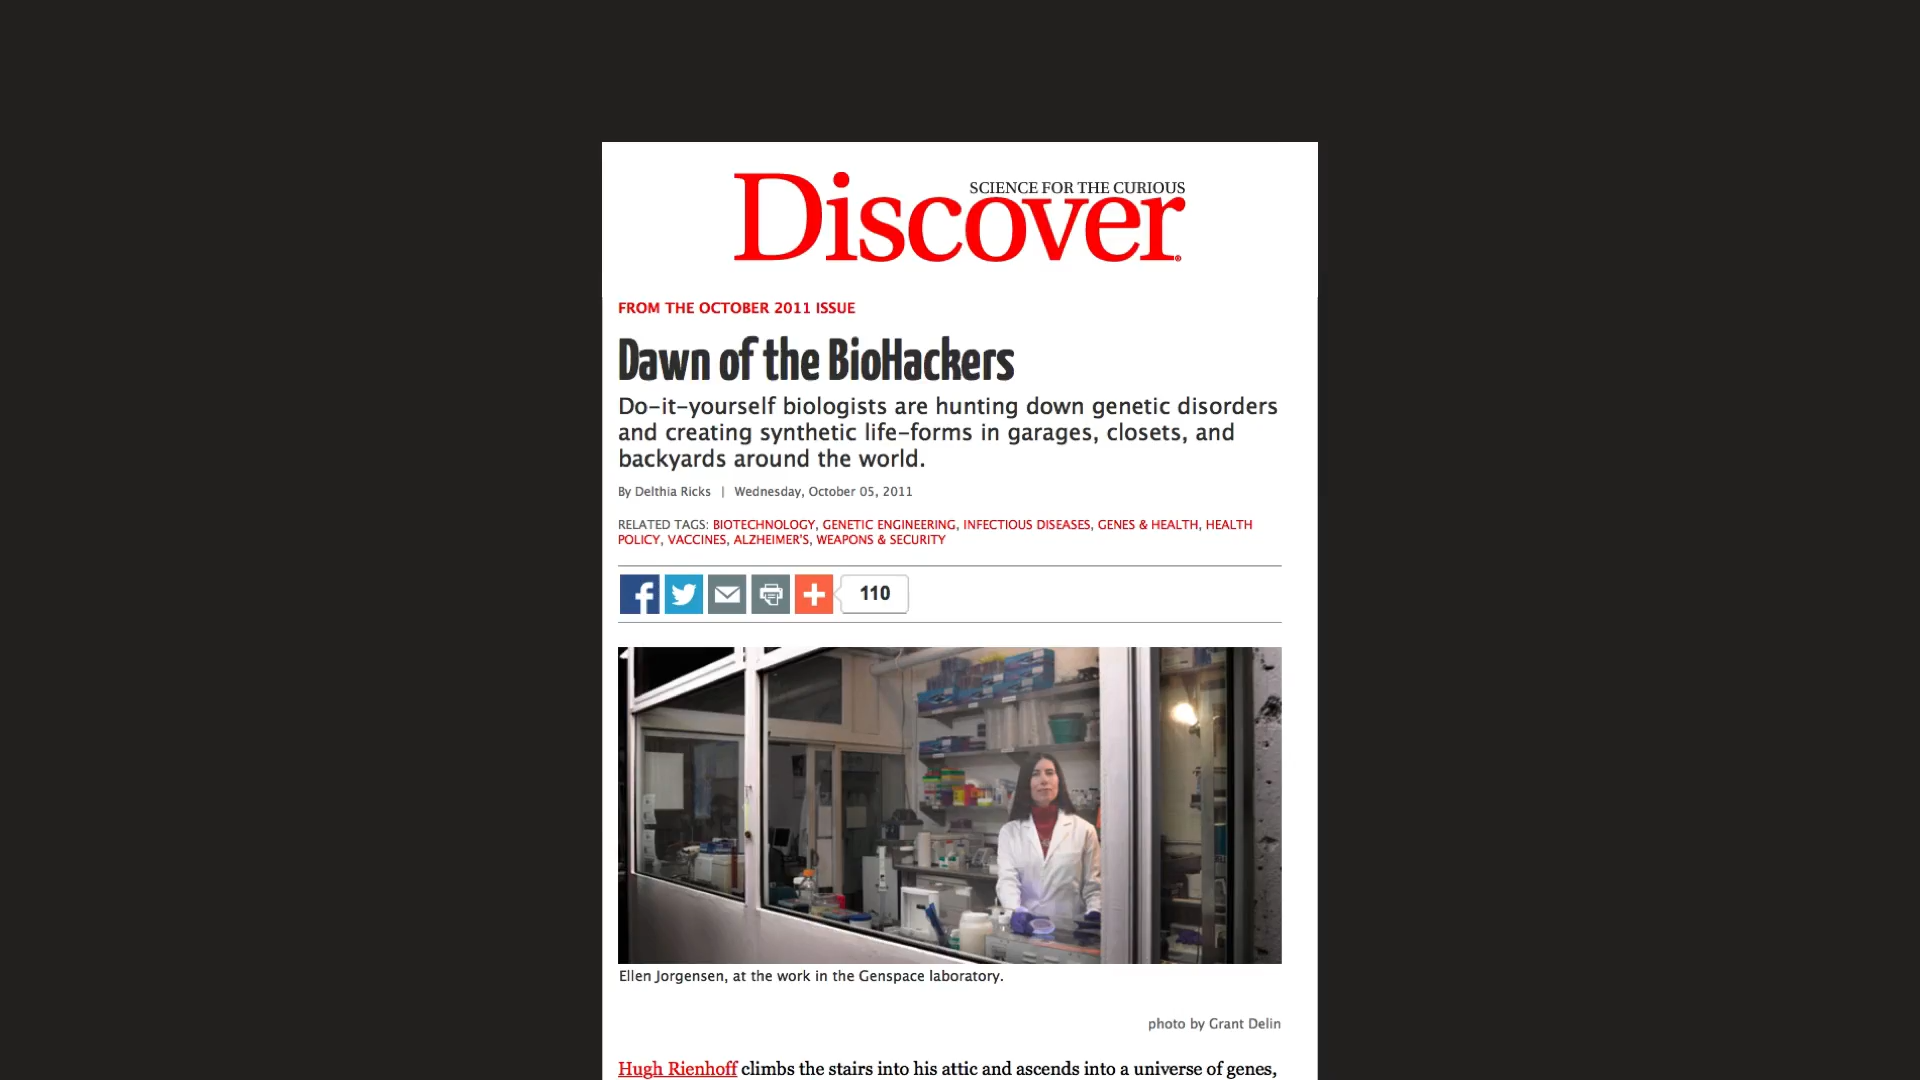 SCIENCE FOR THE CURIOUS
Discover®
FROM THE OCTOBER 2011 ISSUE
Dawn of the BioHackers
Do-it-yourself biologists are hunting down genetic disorders
and creating synthetic life-forms in garages, closets, and
backyards around the world.
By Delthia Ricks | Wednesday, October 05, 2011
RELATED TAGS: BIOTECHNOLOGY, GENETIC ENGINEERING, INFECTIOUS DISEASES, GENES & HEALTH, HEALTH
POLICY, VACCINES, ALZHEIMER'S, WEAPONS & SECURITY
110
Ellen Jorgensen, at the work in the Genspace laboratory.
photo by Grant Delin
Hugh Rienhoff climbs the stairs into his attic and ascends into a universe of genes,